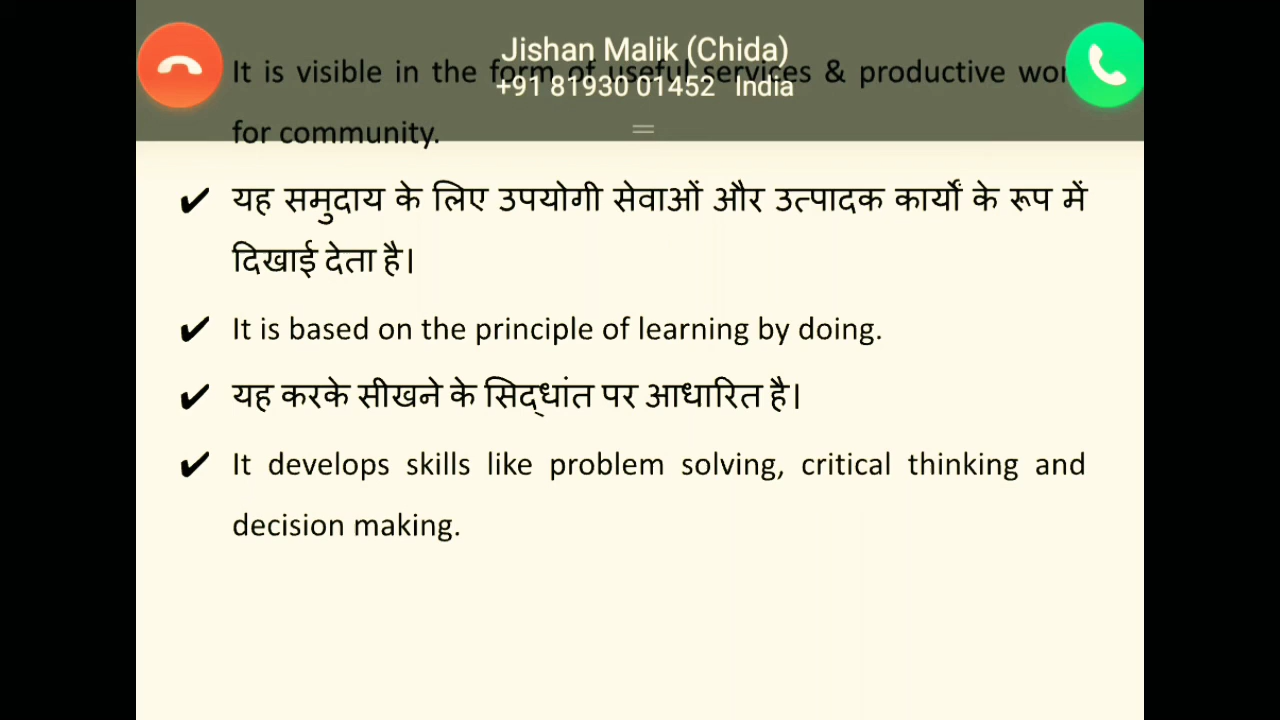 Jishan Malik (Chida)
+91 81930 01452 India
It is visible in the form of useful services & productive
for community.
✔ यह समुदाय के लिए उपयोगी सेवाओं और उत्पादक कार्यों के रूप में
दिखाई देता है।
✔ It is based on the principle of learning by doing.
✔ यह करके सीखने के सिद्धांत पर आधारित है।
✔ It develops skills like problem solving, critical thinking and
decision making.